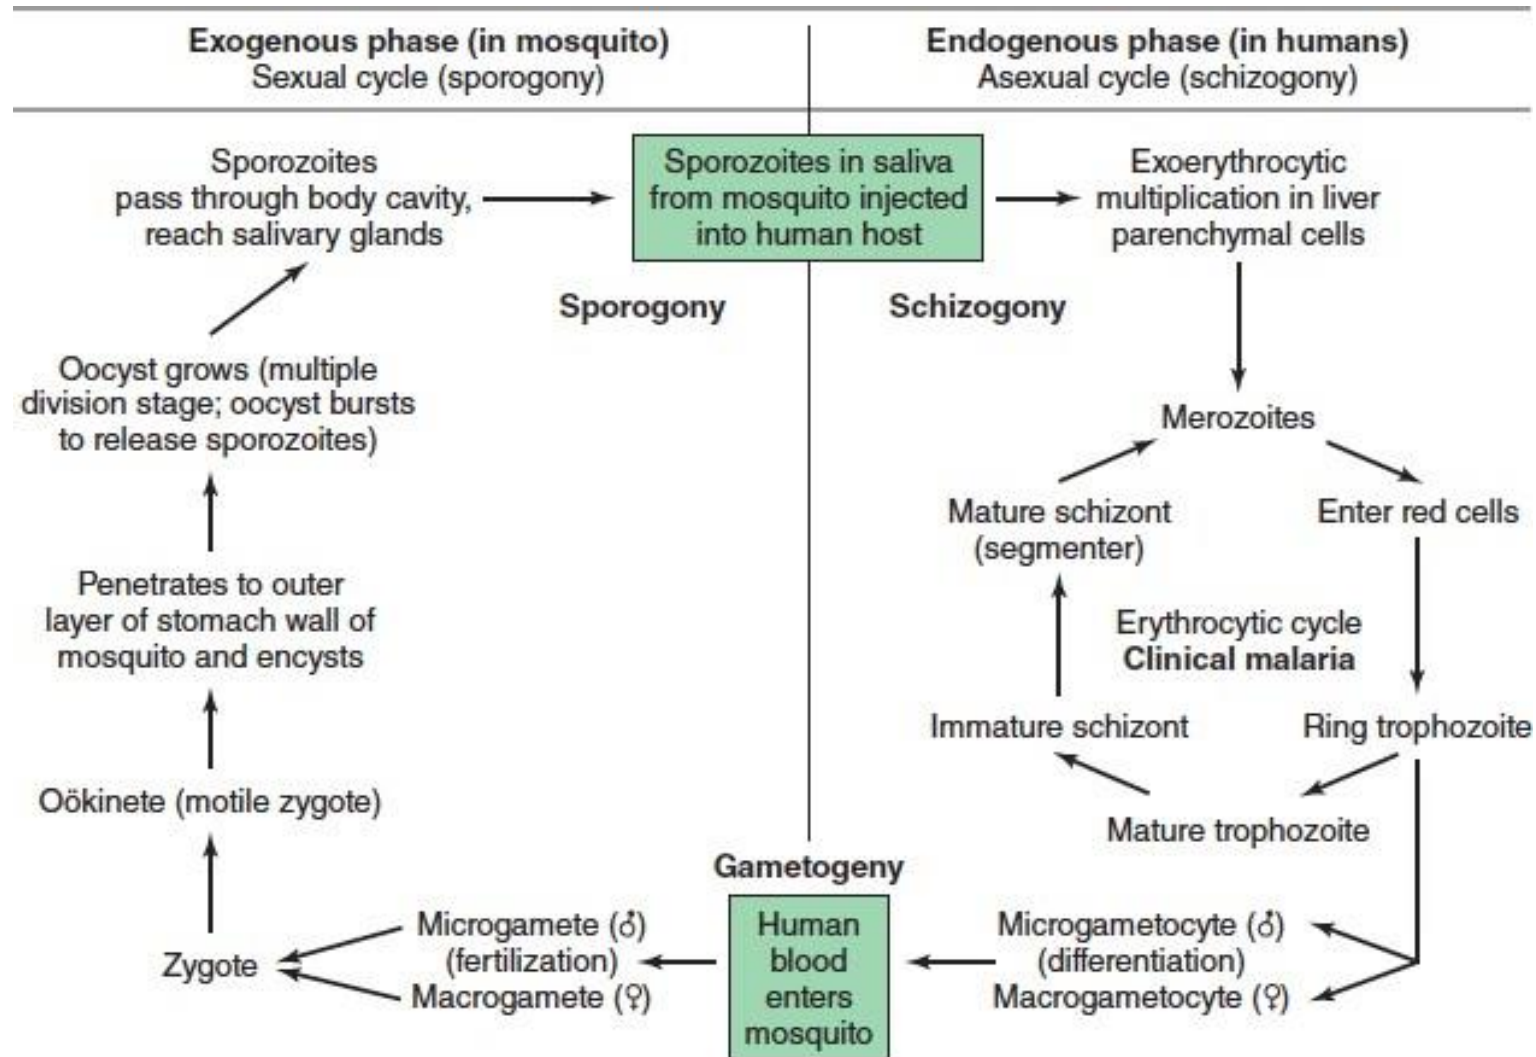 Exogenous phase (in mosquito)
Sexual cycle (sporogony)
Endogenous phase (in humans)
Asexual cycle (schizogony)
Sporozoites
pass through body cavity,
reach salivary glands
Sporozoites in saliva
from mosquito injected
into human host
Exoerythrocytic
multiplication in liver
parenchymal cells
Sporogony
Schizogony
Oocyst grows (multiple
division stage; oocyst bursts
to release sporozoites)
Merozoites
Mature schizont
(segmenter)
Enter red cells
Penetrates to outer
layer of stomach wall of
mosquito and encysts
Erythrocytic cycle
Clinical malaria
Immature schizont
Ring trophozoite
Oökinete (motile zygote)
Mature trophozoite
Gametogeny
Zygote
Microgamete (♂)
(fertilization)
Macrogamete (♀)
Human
blood
enters
mosquito
Microgametocyte (♂)
(differentiation)
Macrogametocyte (♀)